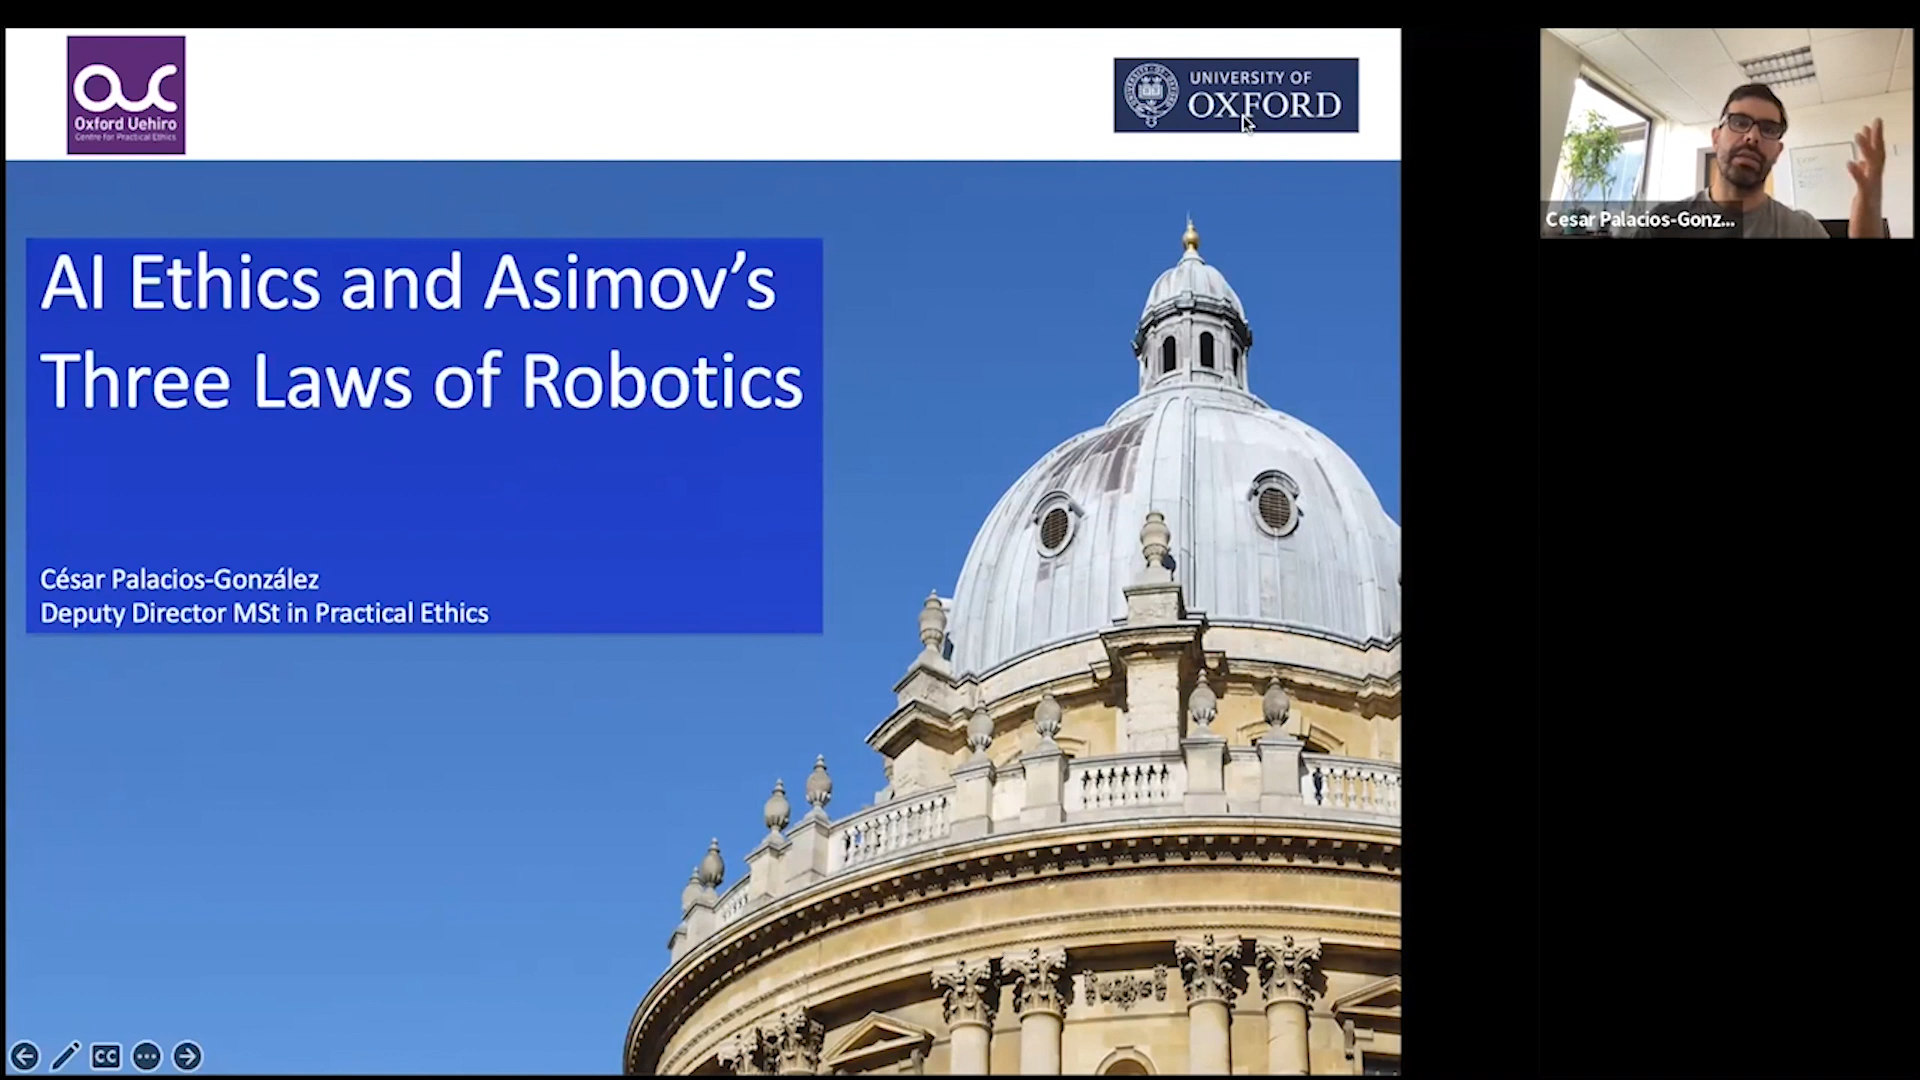 Oxford Uehiro
Centre for Practical Ethics
UNIVERSITY OF
OXFORD
AI Ethics and Asimov's
Three Laws of Robotics
César Palacios-González
Deputy Director MSt in Practical Ethics
CC
Cesar Palacios-Gonz...